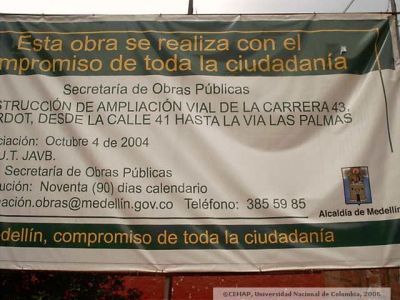 Esta obra se realiza con el
mpromiso de toda la ciudadanía
Secretaría de Obras Públicas
STRUCCIÓN DE AMPLIACIÓN VIAL DE LA CARRERA 43,
RDOT, DESDE LA CALLE 41 HASTA LA VIA LAS PALMAS
ciación: Octubre 4 de 2004
U.T. JAVB.
Secretaría de Obras Públicas
ución: Noventa (90) días calendario
mación.obras@medellin.gov.co Teléfono: 385 59 85
Alcaldía de Medellín
edellín, compromiso de toda la ciudadanía
©CEHAP, Universidad Nacional de Colombia, 2006